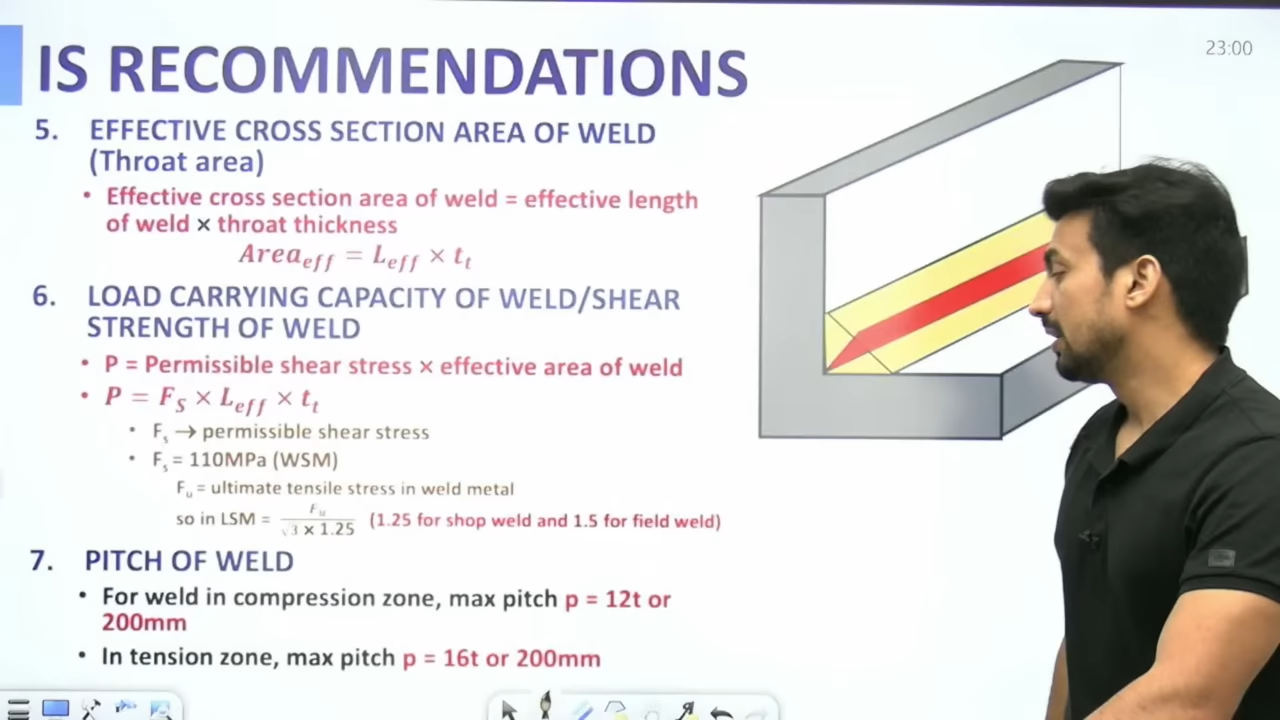 IS RECOMMENDATIONS
23:00
5. EFFECTIVE CROSS SECTION AREA OF WELD
(Throat area)
• Effective cross section area of weld = effective length
of weld × throat thickness
Area_eff = L_eff × t_t
6. LOAD CARRYING CAPACITY OF WELD/SHEAR
STRENGTH OF WELD
• P = Permissible shear stress × effective area of weld
• P = F_S × L_eff × t_t
• F_s → permissible shear stress
• F_s = 110MPa (WSM)
F_u = ultimate tensile stress in weld metal
so in LSM = F_u / √3 × 1.25 (1.25 for shop weld and 1.5 for field weld)
7. PITCH OF WELD
• For weld in compression zone, max pitch p = 12t or
200mm
• In tension zone, max pitch p = 16t or 200mm